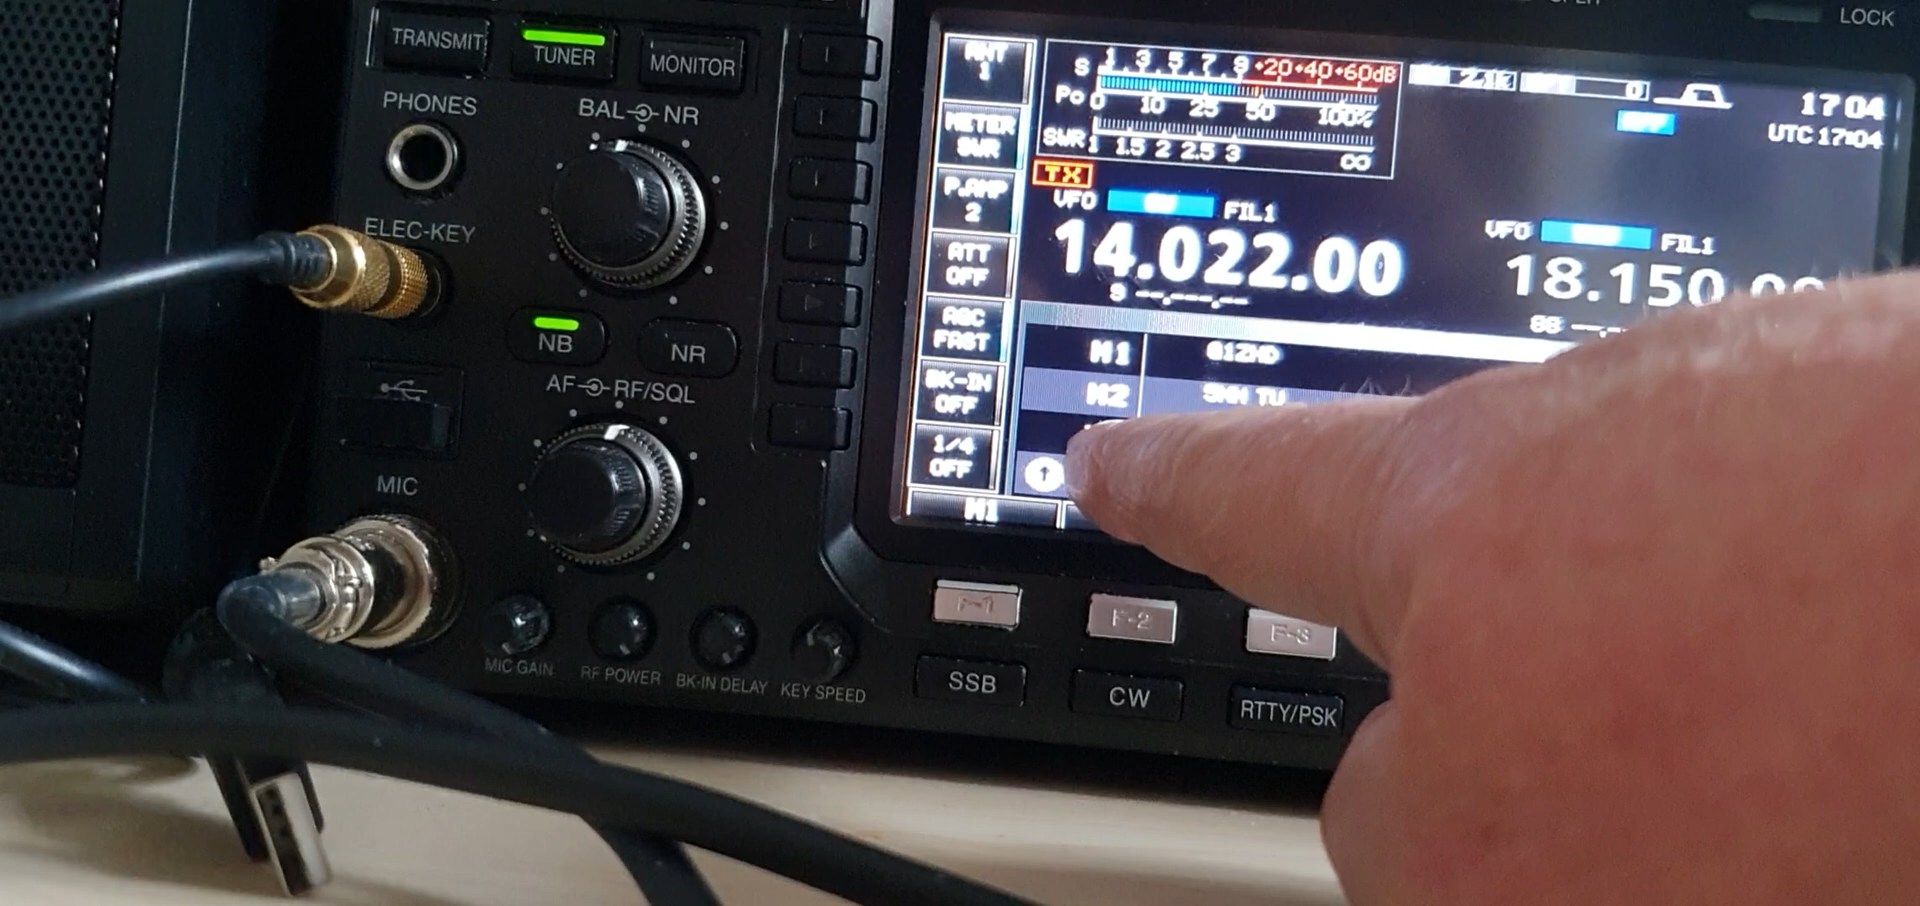 TRANSMIT
TUNER
MONITOR
PHONES
BAL NR
ELEC-KEY
NB
NR
AF RF/SQL
MIC
MIC GAIN
RF POWER
BK-IN DELAY
KEY SPEED
LOCK
ANT
1
METER
SWR
P.AMP
2
ATT
OFF
AGC
FAST
BK-IN
OFF
1/4
OFF
M1
S 1 3 5 7 9 +20+40+60dB
Po 0 10 25 50 100%
SWR 1 1.5 2 2.5 3 ∞
17 04
UTC 17:04
TX
VFO FIL1
14.022.00
VFO FIL1
18.150
M1 G1ZHD
M2 5NN TU
F-1
F-2
F-3
SSB
CW
RTTY/PSK